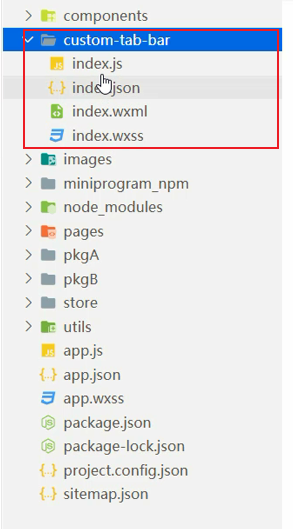 components
custom-tab-bar
index.js
index.json
index.wxml
index.wxss
images
miniprogram_npm
node_modules
pages
pkgA
pkgB
store
utils
app.js
app.json
app.wxss
package.json
package-lock.json
project.config.json
sitemap.json